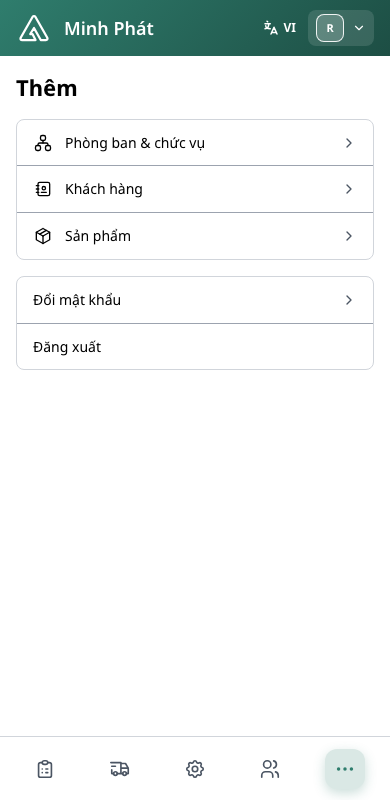 Minh Phát
VI
R
Thêm
Phòng ban & chức vụ
Khách hàng
Sản phẩm
Đổi mật khẩu
Đăng xuất